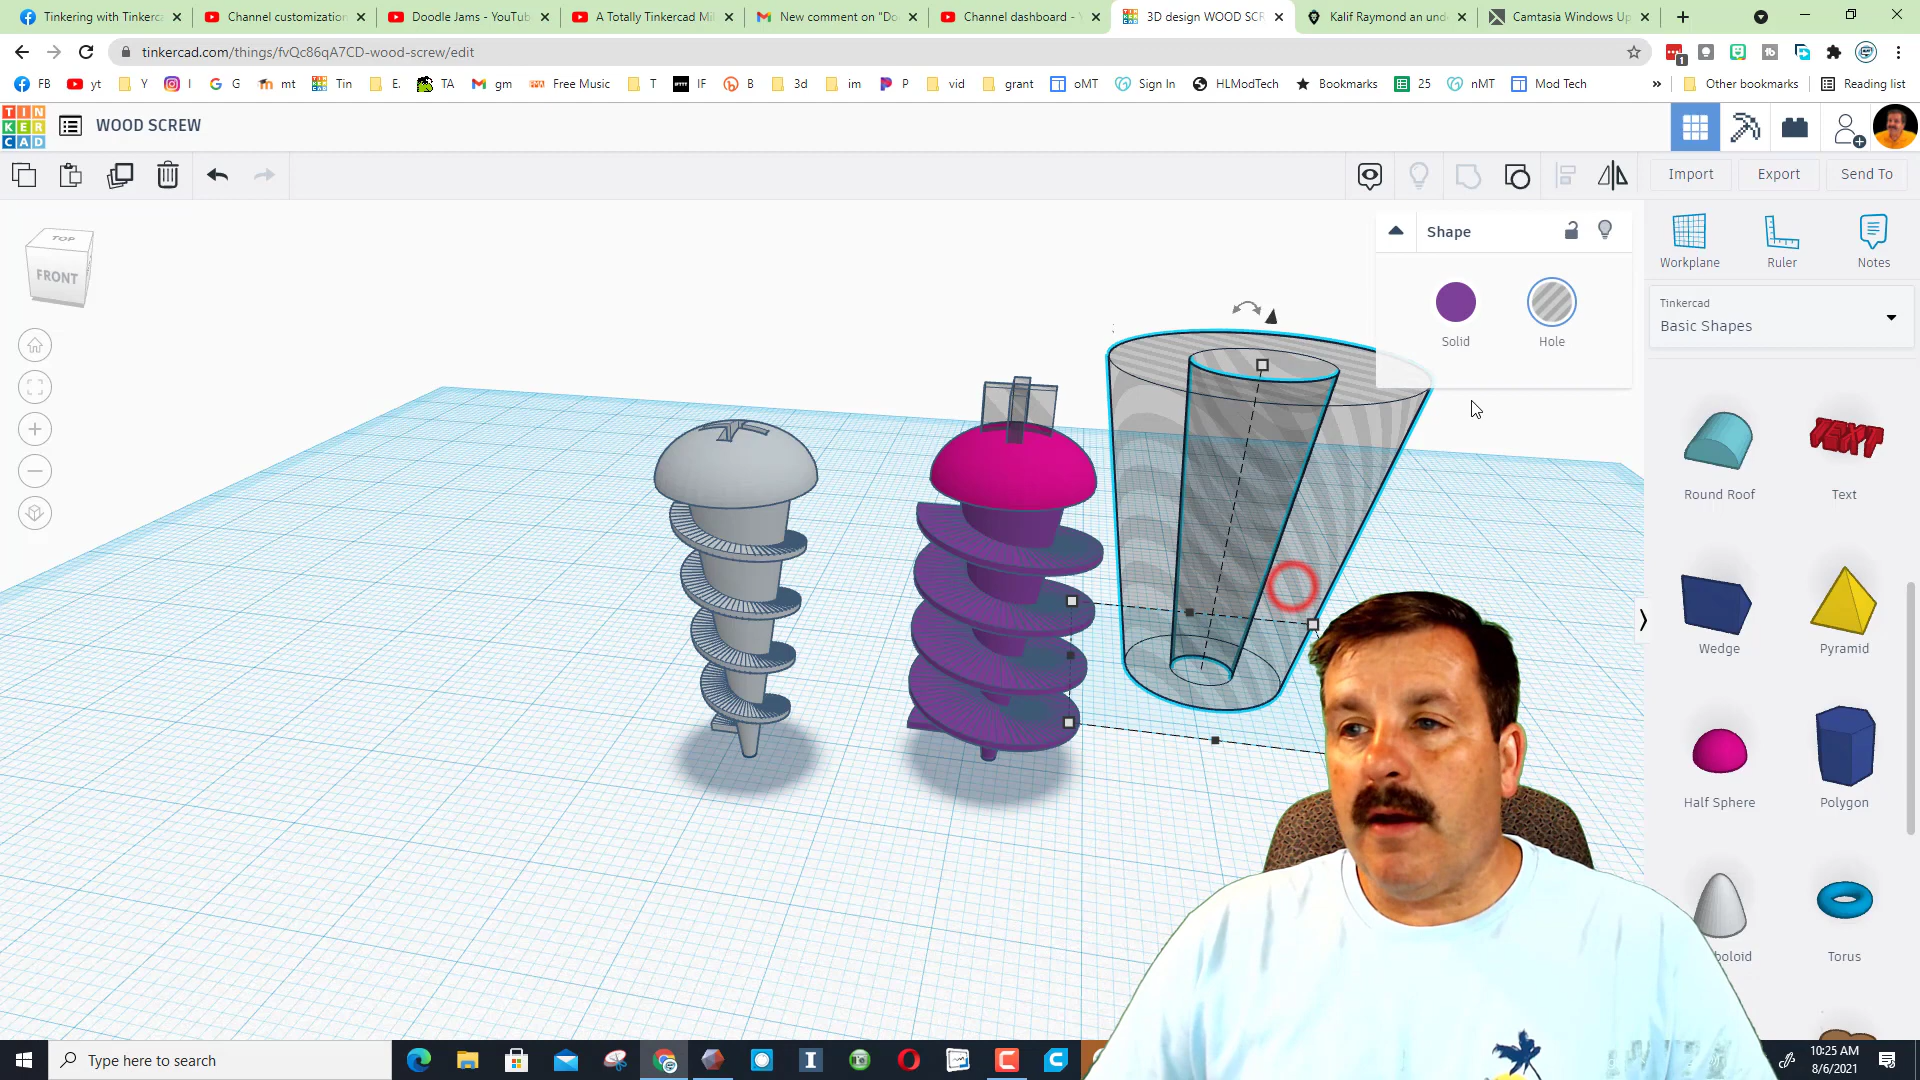 Tinkering with Tinkerca
Channel customization
Doodle Jams - YouTub
A Totally Tinkercad Mi
New comment on "Do
Channel dashboard -
3D design WOOD SCR
Kalif Raymond an und
Camtasia Windows Up
tinkercad.com/things/fvQc86qA7CD-wood-screw/edit
1
FB yt Y I G mt Tin E. TA gm Free Music T IF B 3d im P vid grant oMT Sign In HLModTech Bookmarks 25 nMT Mod Tech » Other bookmarks Reading list
TIN
KER
CAD
WOOD SCREW
Import Export Send To
TOP
FRONT
Shape
Solid Hole
Workplane Ruler Notes
Tinkercad
Basic Shapes
TEXT
Round Roof Text
Wedge Pyramid
Half Sphere Polygon
boloid Torus
Type here to search
10:25 AM
8/6/2021